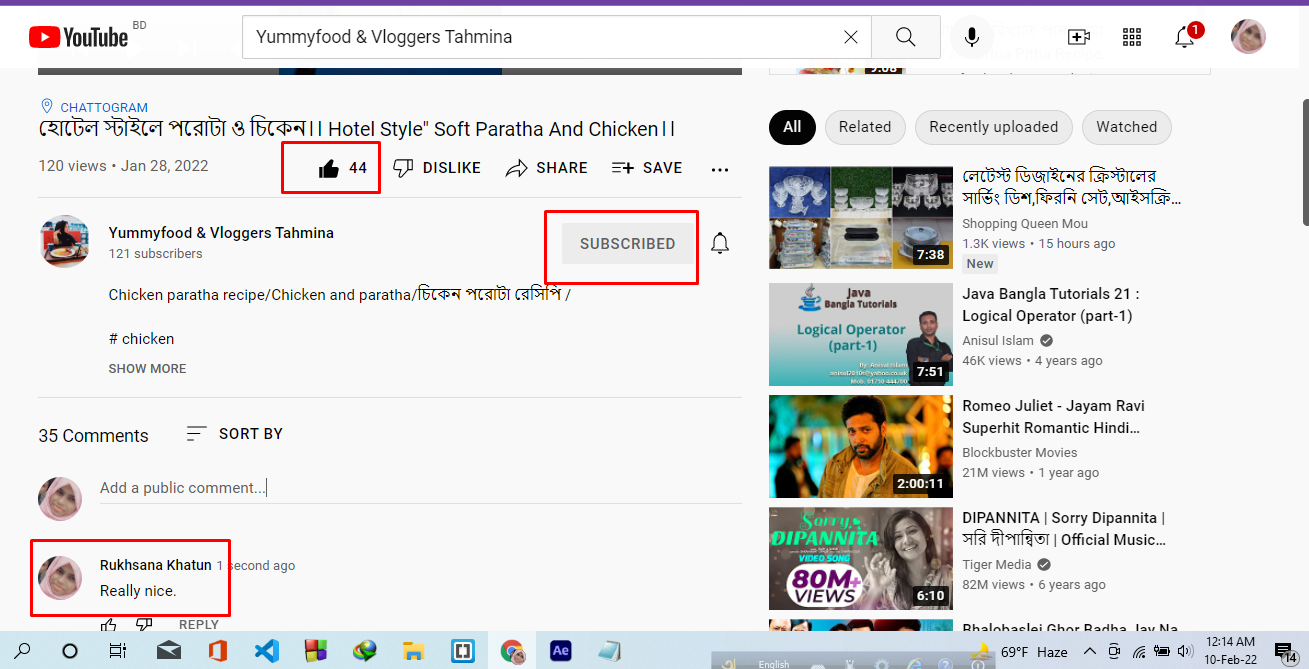 YouTube BD
Yummyfood & Vloggers Tahmina
1
9:08
CHATTOGRAM
হোটেল স্টাইলে পরোটা ও চিকেন।। Hotel Style" Soft Paratha And Chicken।।
120 views • Jan 28, 2022
44
DISLIKE
SHARE
SAVE
Yummyfood & Vloggers Tahmina
121 subscribers
SUBSCRIBED
Chicken paratha recipe/Chicken and paratha/চিকেন পরোটা রেসিপি /
# chicken
SHOW MORE
35 Comments
SORT BY
Add a public comment...
Rukhsana Khatun 1 second ago
Really nice.
REPLY
All
Related
Recently uploaded
Watched
7:38
লেটেস্ট ডিজাইনের ক্রিস্টালের
সার্ভিং ডিশ,ফিরনি সেট,আইসক্রি...
Shopping Queen Mou
1.3K views • 15 hours ago
New
Java
Bangla Tutorials
Logical Operator
(part-1)
By: Anisul Islam
7:51
Java Bangla Tutorials 21 :
Logical Operator (part-1)
Anisul Islam
46K views • 4 years ago
2:00:11
Romeo Juliet - Jayam Ravi
Superhit Romantic Hindi...
Blockbuster Movies
21M views • 1 year ago
Sorry
DIPANNITA
VIDEO SONG
80M+
VIEWS
6:10
DIPANNITA | Sorry Dipannita |
সরি দীপান্বিতা | Official Music...
Tiger Media
82M views • 6 years ago
Bhalobaslei Ghor Badha Jay Na
Ae
69°F Haze
12:14 AM
10-Feb-22
14
English